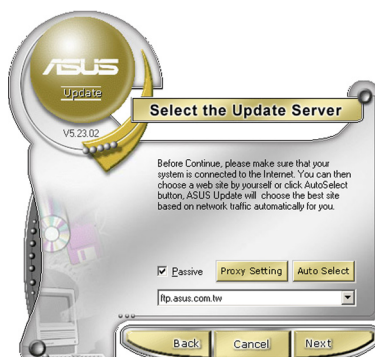 ASUS
Update
V5.23.02
Select the Update Server
Before Continue, please make sure that your
system is connected to the Internet. You can then
choose a web site by yourself or click AutoSelect
button, ASUS Update will choose the best site
based on network traffic automatically for you.
Passive
Proxy Setting
Auto Select
ftp.asus.com.tw
Back
Cancel
Next